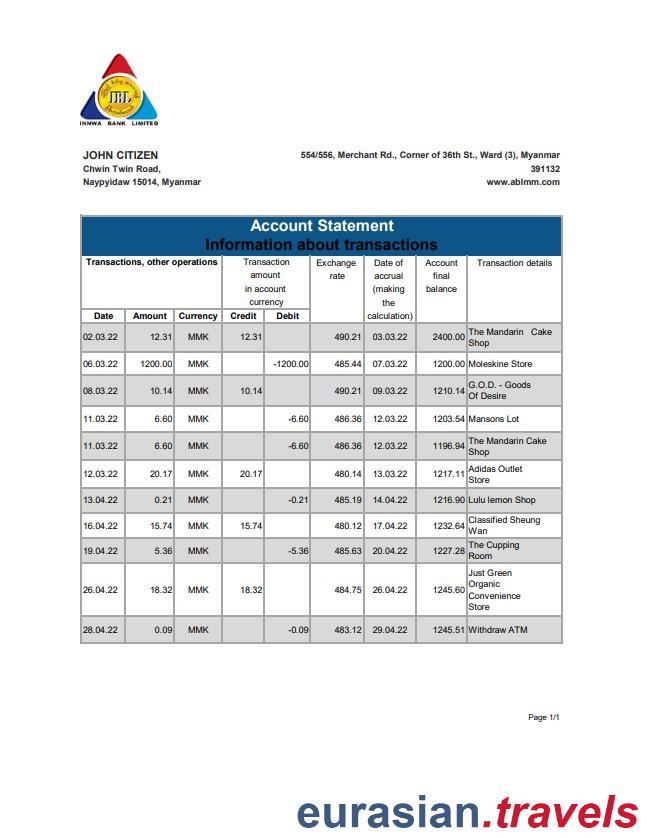 JBL
INNWA BANK LIMITED
JOHN CITIZEN
Chwin Twin Road,
Naypyidaw 15014, Myanmar
554/556, Merchant Rd., Corner of 36th St., Ward (3), Myanmar
391132
www.ablmm.com
Account Statement
Information about transactions
Transactions, other operations
Transaction
amount
in account
currency
Exchange
rate
Date of
accrual
(making
the
calculation)
Account
final
balance
Transaction details
Date Amount Currency Credit Debit
02.03.22 12.31 MMK 12.31 490.21 03.03.22 2400.00 The Mandarin Cake
Shop
06.03.22 1200.00 MMK -1200.00 485.44 07.03.22 1200.00 Moleskine Store
08.03.22 10.14 MMK 10.14 490.21 09.03.22 1210.14 G.O.D. - Goods
Of Desire
11.03.22 6.60 MMK -6.60 486.36 12.03.22 1203.54 Mansons Lot
11.03.22 6.60 MMK -6.60 486.36 12.03.22 1196.94 The Mandarin Cake
Shop
12.03.22 20.17 MMK 20.17 480.14 13.03.22 1217.11 Adidas Outlet
Store
13.04.22 0.21 MMK -0.21 485.19 14.04.22 1216.90 Lulu lemon Shop
16.04.22 15.74 MMK 15.74 480.12 17.04.22 1232.64 Classified Sheung
Wan
19.04.22 5.36 MMK -5.36 485.63 20.04.22 1227.28 The Cupping
Room
26.04.22 18.32 MMK 18.32 484.75 26.04.22 1245.60 Just Green
Organic
Convenience
Store
28.04.22 0.09 MMK -0.09 483.12 29.04.22 1245.51 Withdraw ATM
Page 1/1
eurasian.travels